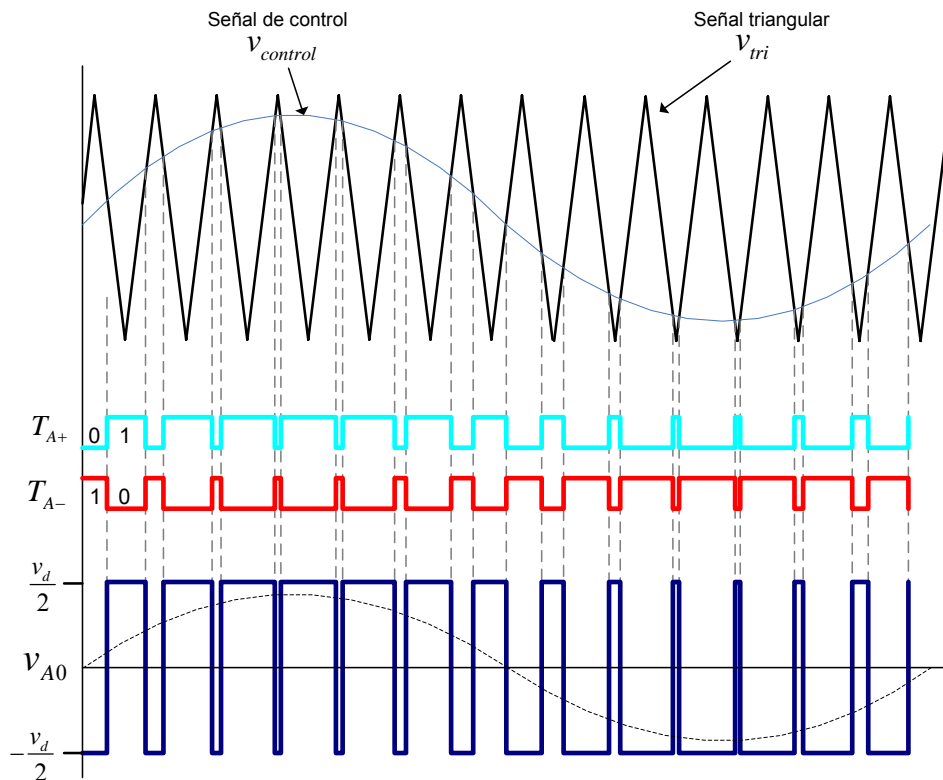 Señal de control
v_control
Señal triangular
v_tri
T_A+
0 1
T_A-
1 0
v_d/2
v_A0
-v_d/2